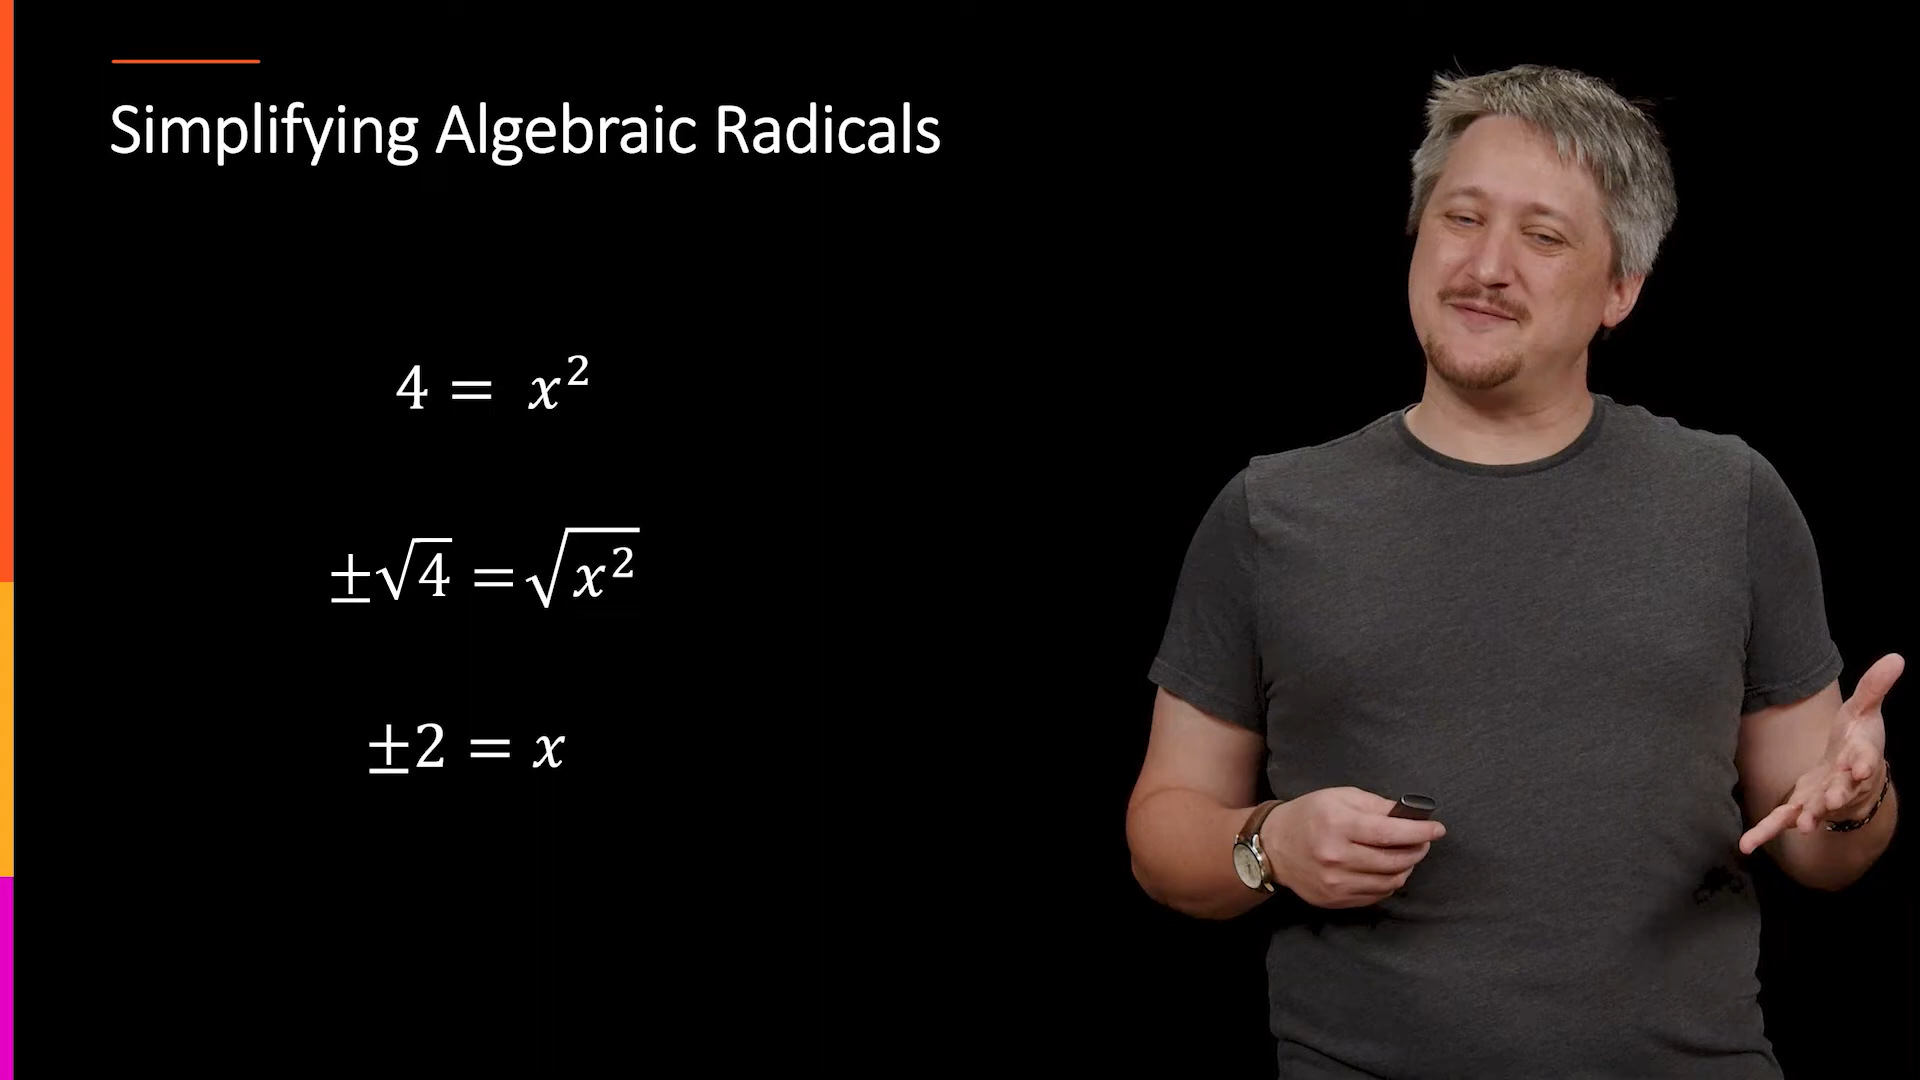 Simplifying Algebraic Radicals
4 = x²
±√4 = √x²
±2 = x